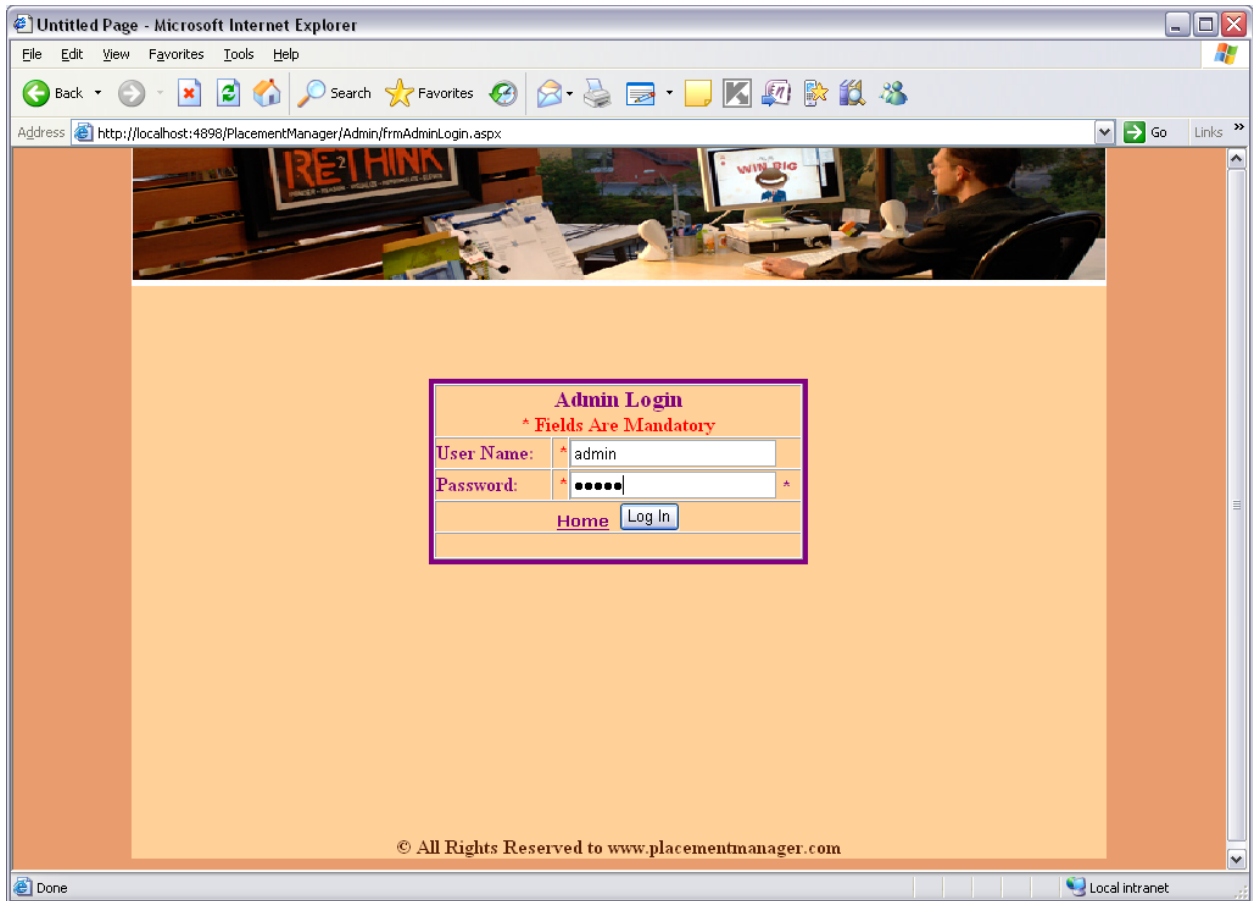 Untitled Page - Microsoft Internet Explorer
File Edit View Favorites Tools Help
Back Search Favorites
Address http://localhost:4898/PlacementManager/Admin/frmAdminLogin.aspx Go Links »
RETHINK
WIN BIG
Admin Login
* Fields Are Mandatory
User Name: * admin
Password: * ●●●●● *
Home Log In
© All Rights Reserved to www.placementmanager.com
Done Local intranet